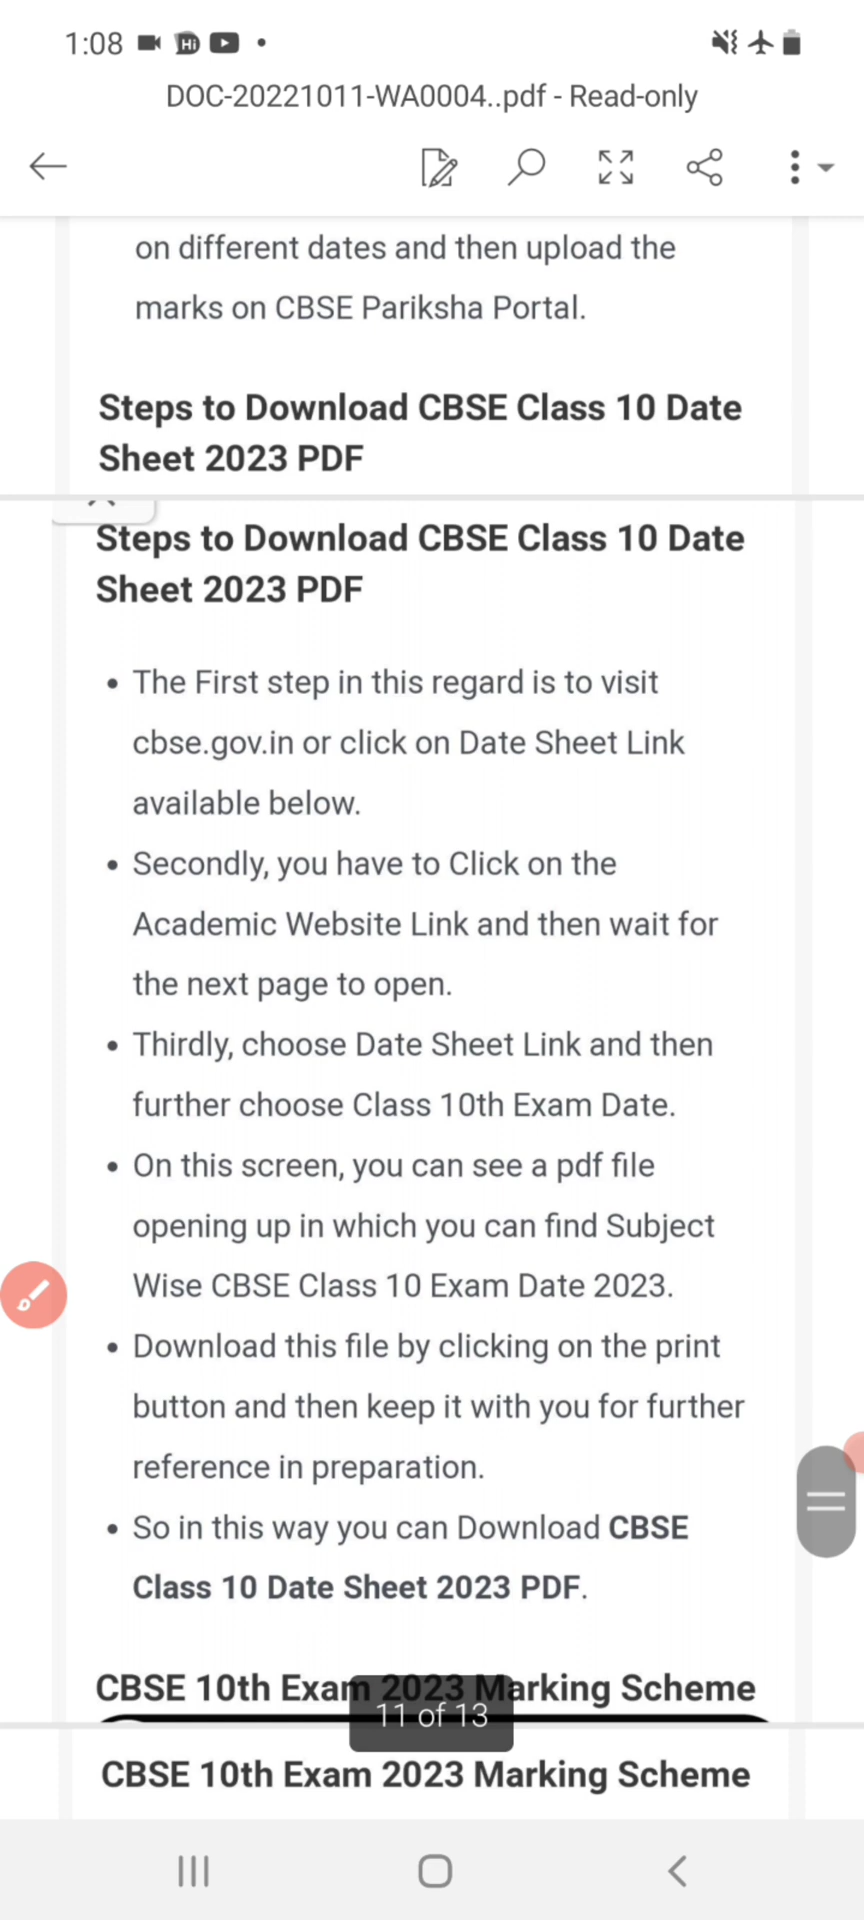 1:08
DOC-20221011-WA0004..pdf - Read-only
on different dates and then upload the
marks on CBSE Pariksha Portal.
Steps to Download CBSE Class 10 Date
Sheet 2023 PDF
Steps to Download CBSE Class 10 Date
Sheet 2023 PDF
• The First step in this regard is to visit
cbse.gov.in or click on Date Sheet Link
available below.
• Secondly, you have to Click on the
Academic Website Link and then wait for
the next page to open.
• Thirdly, choose Date Sheet Link and then
further choose Class 10th Exam Date.
• On this screen, you can see a pdf file
opening up in which you can find Subject
Wise CBSE Class 10 Exam Date 2023.
• Download this file by clicking on the print
button and then keep it with you for further
reference in preparation.
• So in this way you can Download CBSE
Class 10 Date Sheet 2023 PDF.
CBSE 10th Exam 2023 Marking Scheme
11 of 13
CBSE 10th Exam 2023 Marking Scheme